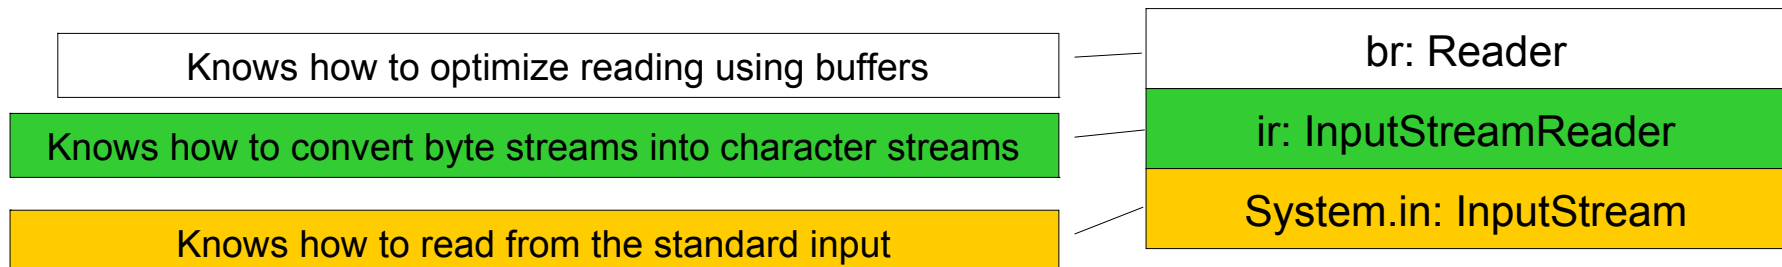 Knows how to optimize reading using buffers
br: Reader
Knows how to convert byte streams into character streams
ir: InputStreamReader
Knows how to read from the standard input
System.in: InputStream